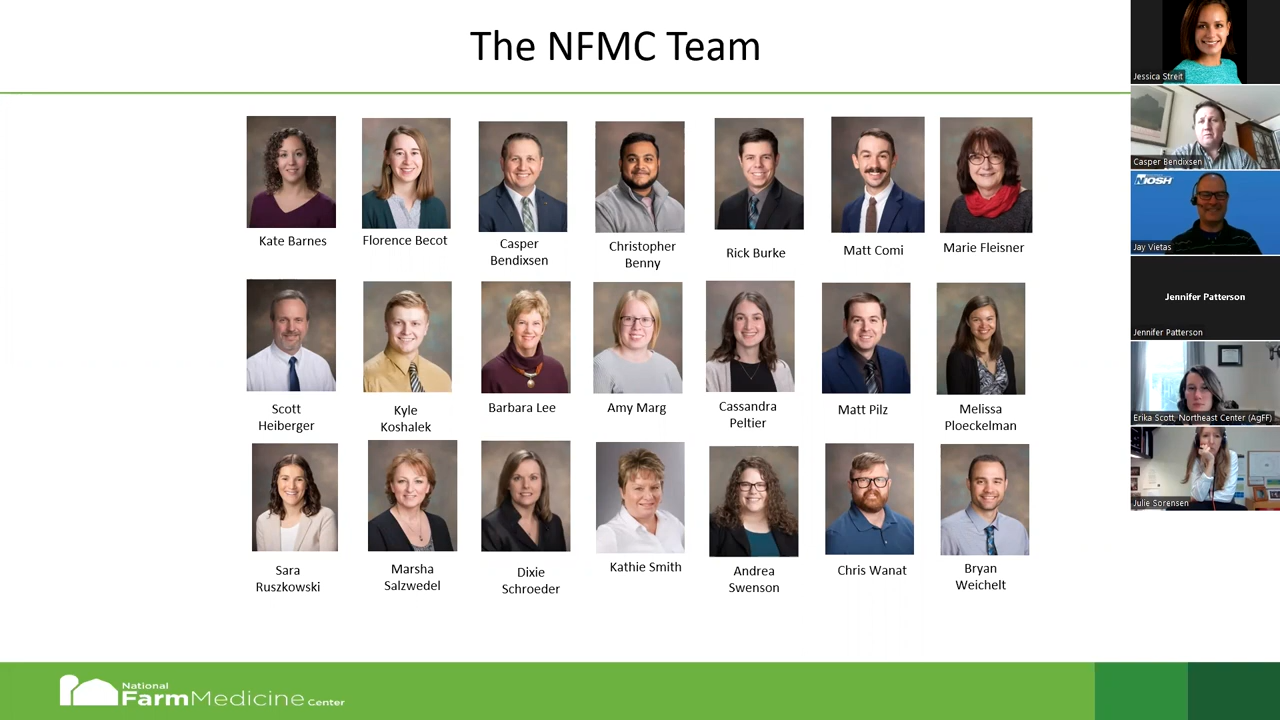 The NFMC Team
Kate Barnes
Florence Becot
Casper
Bendixsen
Christopher
Benny
Rick Burke
Matt Comi
Marie Fleisner
Scott
Heiberger
Kyle
Koshalek
Barbara Lee
Amy Marg
Cassandra
Peltier
Matt Pilz
Melissa
Ploeckelman
Sara
Ruszkowski
Marsha
Salzwedel
Dixie
Schroeder
Kathie Smith
Andrea
Swenson
Chris Wanat
Bryan
Weichelt
National
FarmMedicine Center
Jessica Streit
Casper Bendixsen
NIOSH
Jay Vietas
Jennifer Patterson
Jennifer Patterson
Erika Scott, Northeast Center (AgFF)
Julie Sorensen